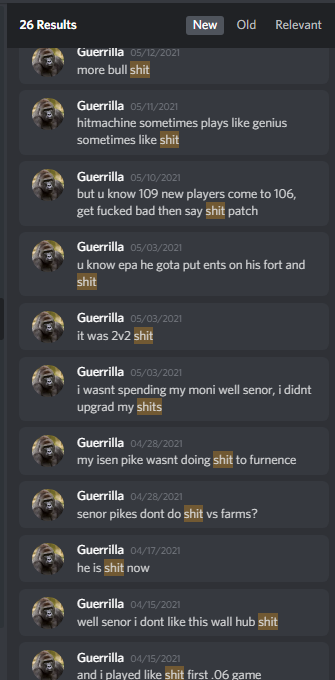 26 Results New Old Relevant
Guerrilla 05/12/2021
more bull shit
Guerrilla 05/11/2021
hitmachine sometimes plays like genius
sometimes like shit
Guerrilla 05/10/2021
but u know 109 new players come to 106,
get fucked bad then say shit patch
Guerrilla 05/03/2021
u know epa he gota put ents on his fort and
shit
Guerrilla 05/03/2021
it was 2v2 shit
Guerrilla 05/03/2021
i wasnt spending my moni well senor, i didnt
upgrad my shits
Guerrilla 04/28/2021
my isen pike wasnt doing shit to furnence
Guerrilla 04/28/2021
senor pikes dont do shit vs farms?
Guerrilla 04/17/2021
he is shit now
Guerrilla 04/15/2021
well senor i dont like this wall hub shit
Guerrilla 04/15/2021
and i played like shit first .06 game